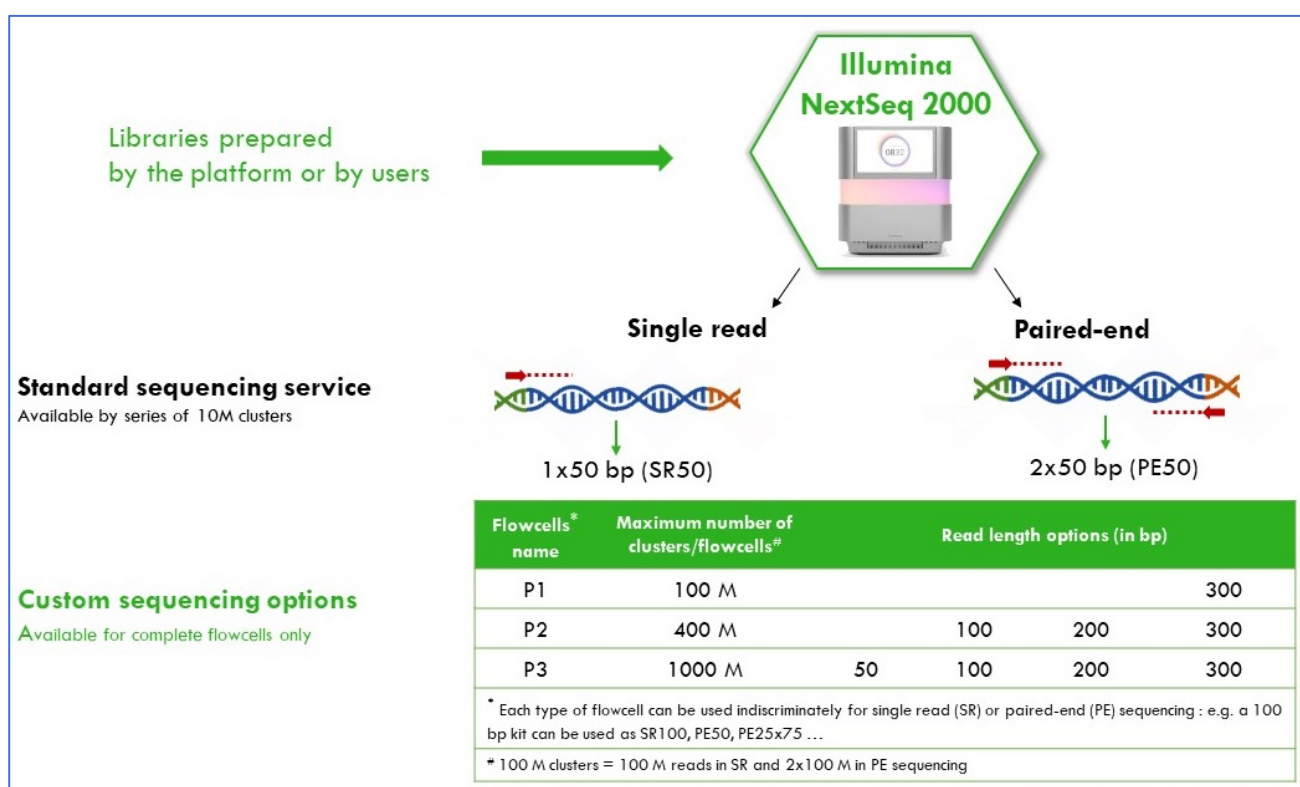 Illumina
NextSeq 2000
08:32
Libraries prepared
by the platform or by users
Single read
Paired-end
Standard sequencing service
Available by series of 10M clusters
1x50 bp (SR50)
2x50 bp (PE50)
Flowcells* name
Maximum number of clusters/flowcells#
Read length options (in bp)
P1 100 M 300
P2 400 M 100 200 300
P3 1000 M 50 100 200 300
Custom sequencing options
Available for complete flowcells only
* Each type of flowcell can be used indiscriminately for single read (SR) or paired-end (PE) sequencing : e.g. a 100
bp kit can be used as SR100, PE50, PE25x75 ...
# 100 M clusters = 100 M reads in SR and 2x100 M in PE sequencing